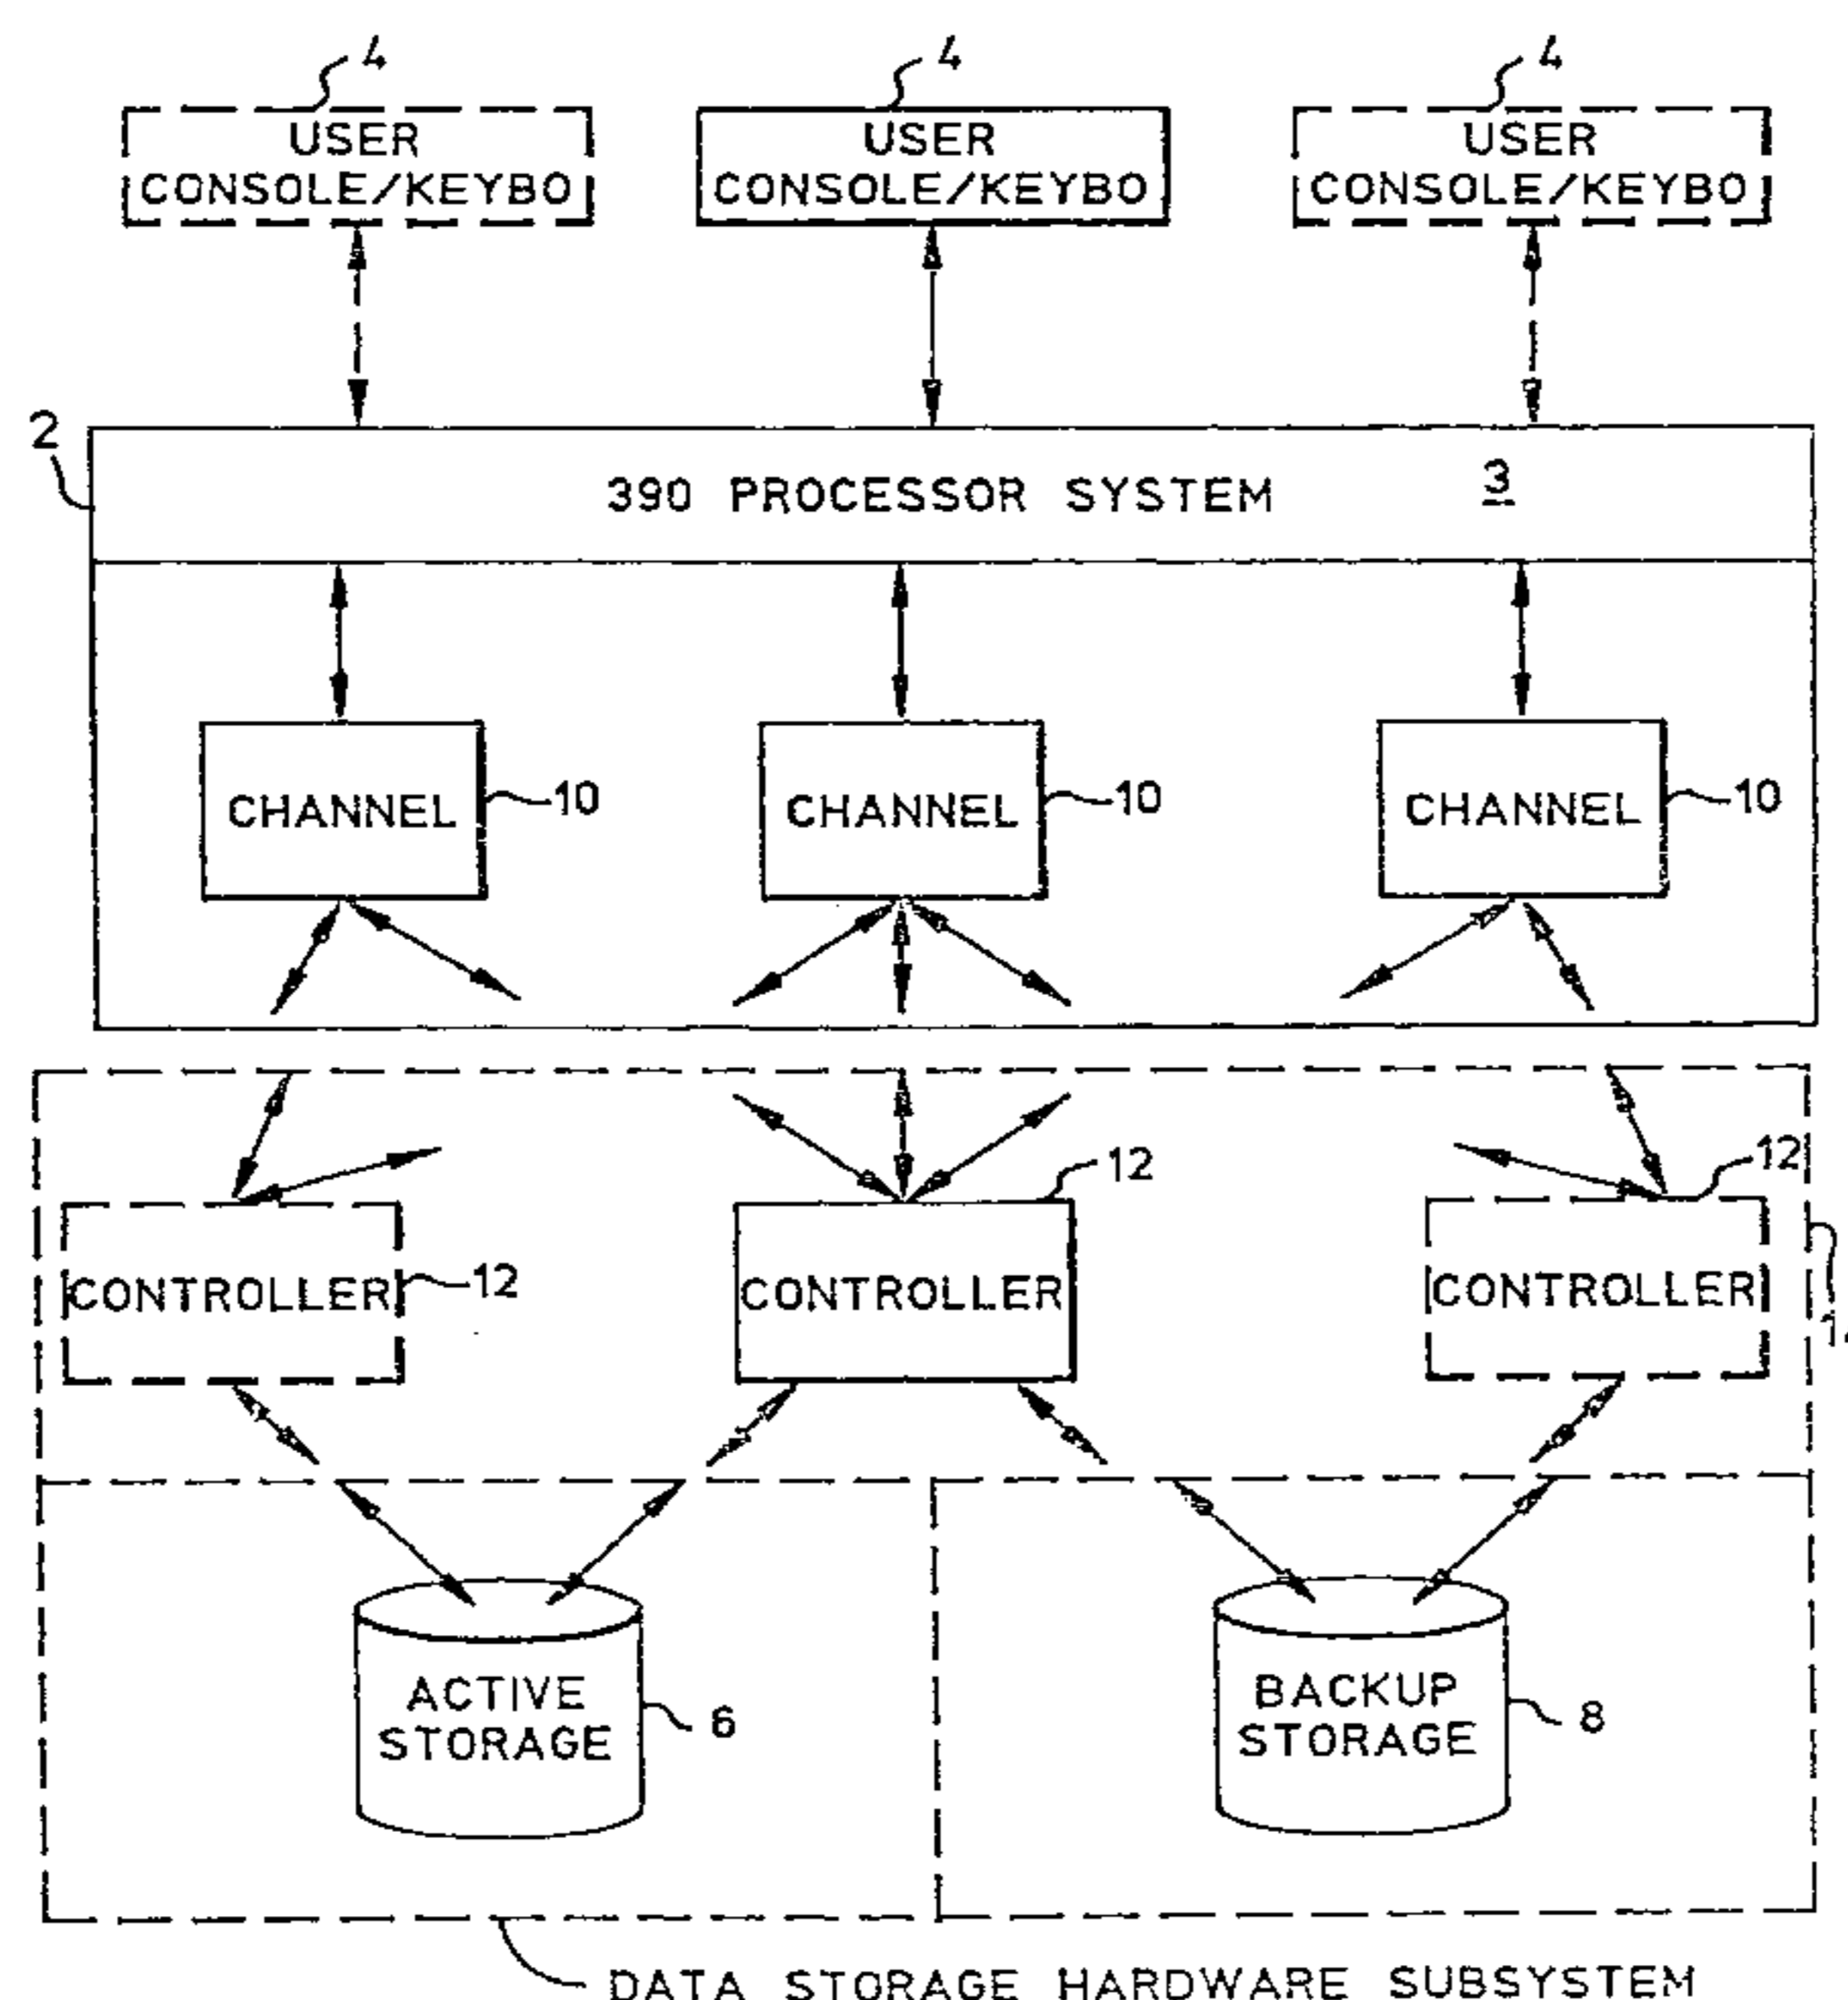 4
4
4
USER
CONSOLE/KEYBO
USER
CONSOLE/KEYBO
USER
CONSOLE/KEYBO
2
390 PROCESSOR SYSTEM
3
CHANNEL
10
CHANNEL
10
CHANNEL
10
12
12
CONTROLLER
12
CONTROLLER
CONTROLLER
ACTIVE
STORAGE
6
BACKUP
STORAGE
8
DATA STORAGE HARDWARE SUBSYSTEM